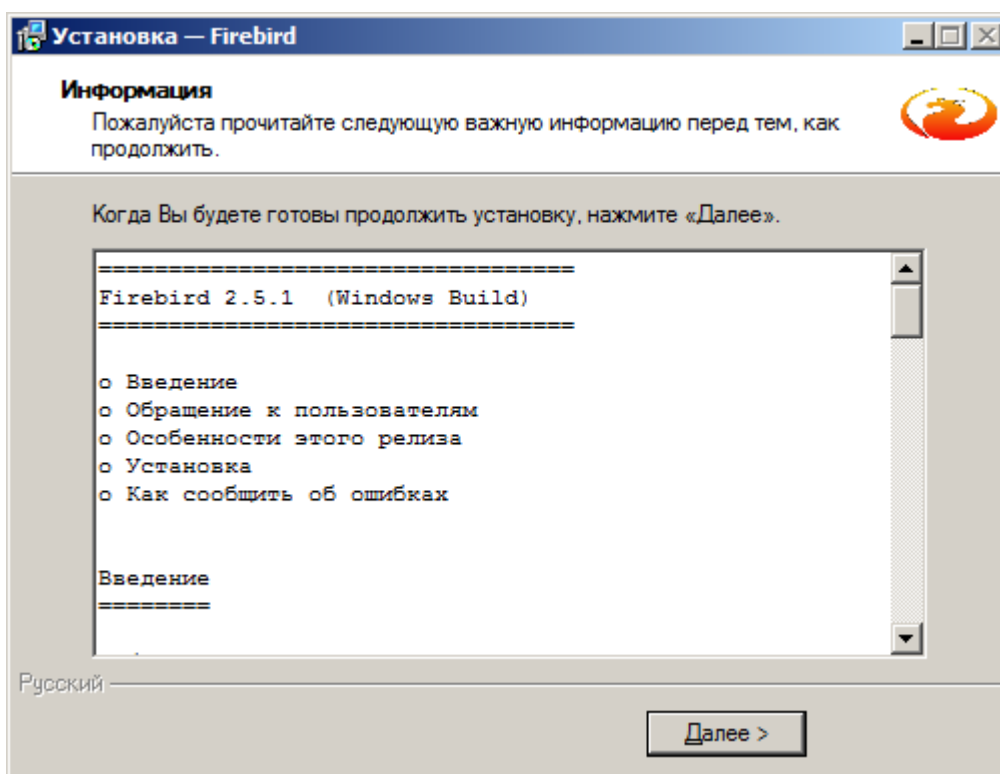 Установка — Firebird
Информация
Пожалуйста прочитайте следующую важную информацию перед тем, как
продолжить.
Когда Вы будете готовы продолжить установку, нажмите «Далее».
==================================
Firebird 2.5.1  (Windows Build)
==================================
o Введение
o Обращение к пользователям
o Особенности этого релиза
o Установка
o Как сообщить об ошибках
Введение
========
Русский
Далее >